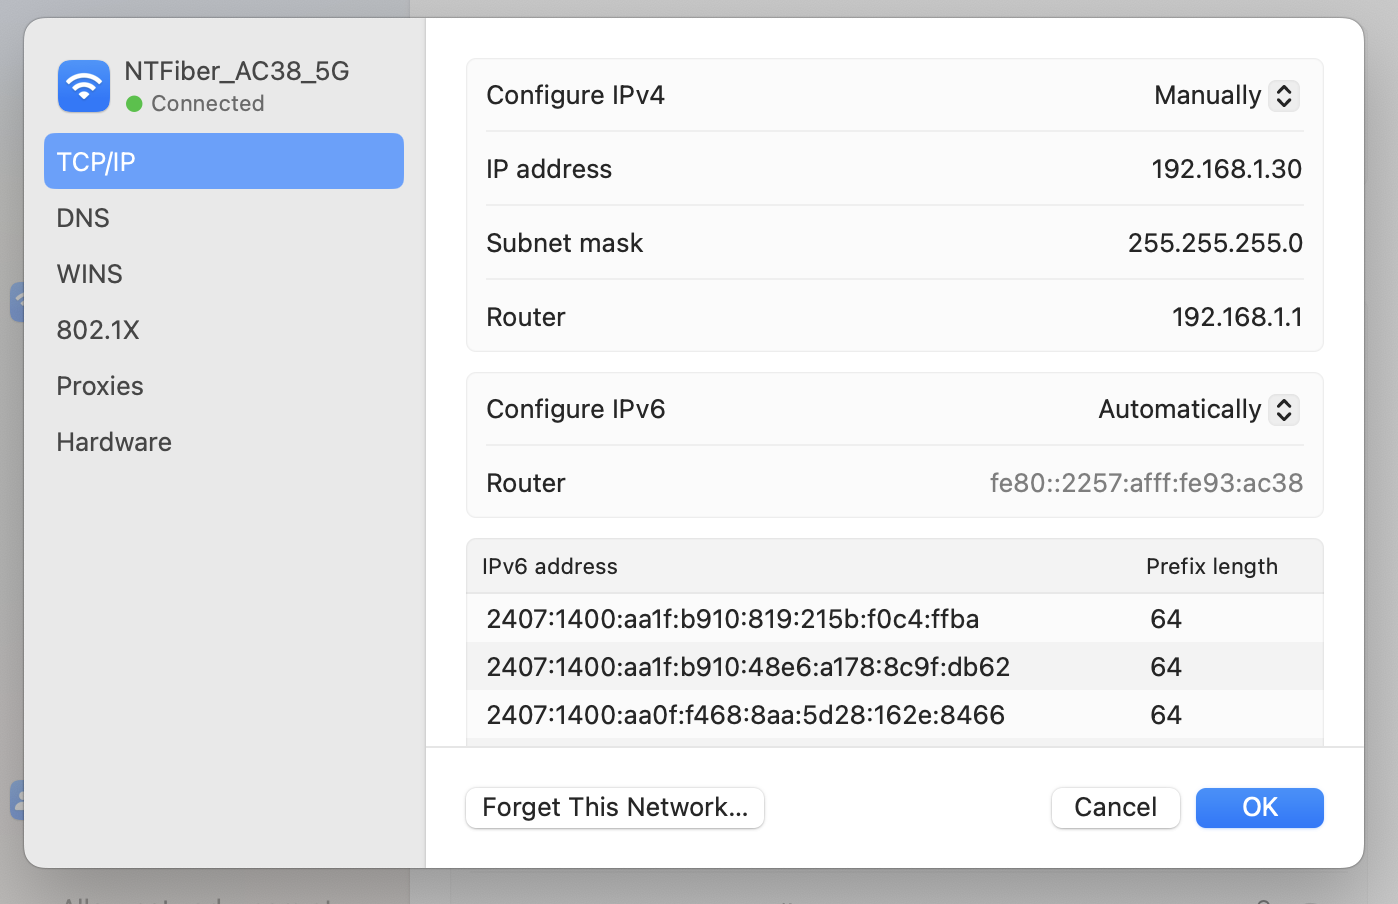 NTFiber_AC38_5G
Connected
TCP/IP
DNS
WINS
802.1X
Proxies
Hardware
Configure IPv4 Manually
IP address 192.168.1.30
Subnet mask 255.255.255.0
Router 192.168.1.1
Configure IPv6 Automatically
Router fe80::2257:afff:fe93:ac38
IPv6 address Prefix length
2407:1400:aa1f:b910:819:215b:f0c4:ffba 64
2407:1400:aa1f:b910:48e6:a178:8c9f:db62 64
2407:1400:aa0f:f468:8aa:5d28:162e:8466 64
Forget This Network... Cancel OK